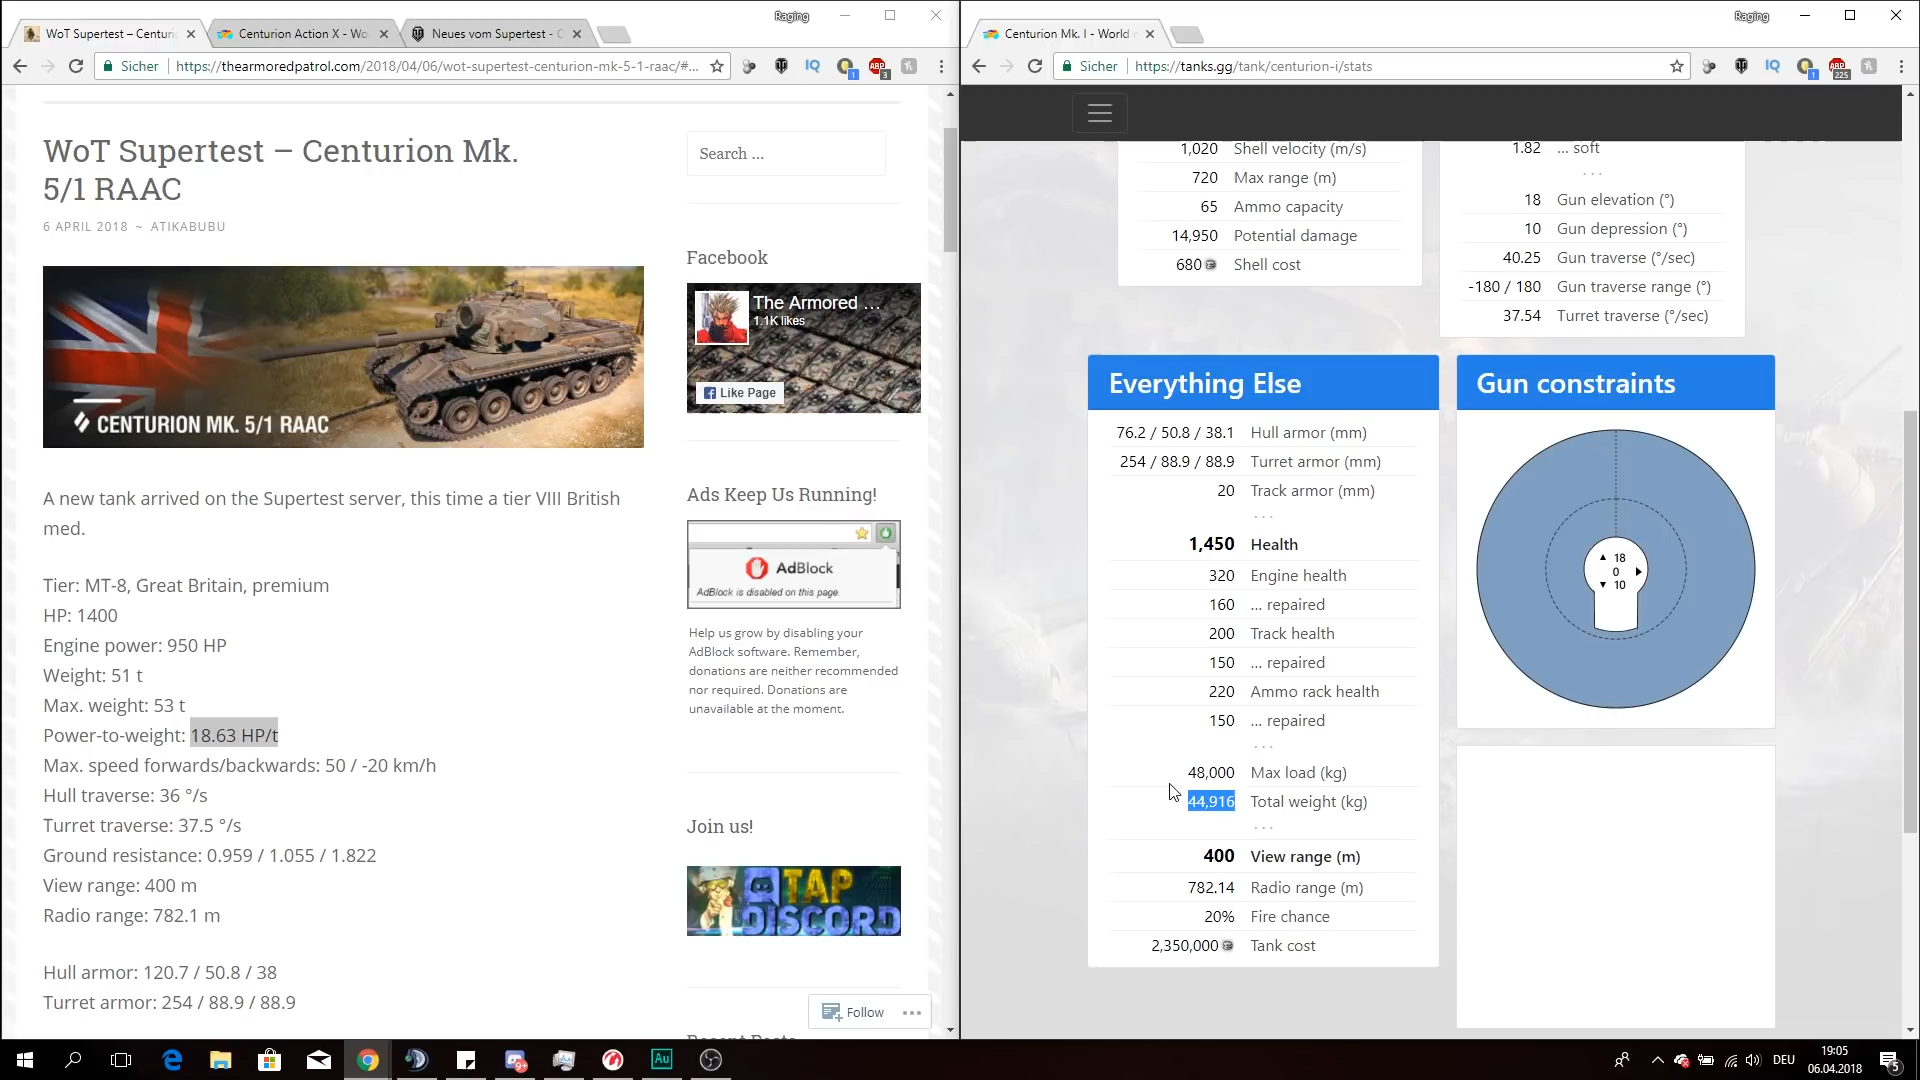 Raging
WoT Supertest – Centuri
Centurion Action X - Wo
Neues vom Supertest - C
Sicher
https://thearmoredpatrol.com/2018/04/06/wot-supertest-centurion-mk-5-1-raac/#...
IQ
1
ABP
3
WoT Supertest – Centurion Mk.
5/1 RAAC
6 APRIL 2018 ~ ATIKABUBU
CENTURION MK. 5/1 RAAC
A new tank arrived on the Supertest server, this time a tier VIII British
med.
Tier: MT-8, Great Britain, premium
HP: 1400
Engine power: 950 HP
Weight: 51 t
Max. weight: 53 t
Power-to-weight: 18.63 HP/t
Max. speed forwards/backwards: 50 / -20 km/h
Hull traverse: 36 °/s
Turret traverse: 37.5 °/s
Ground resistance: 0.959 / 1.055 / 1.822
View range: 400 m
Radio range: 782.1 m
Hull armor: 120.7 / 50.8 / 38
Turret armor: 254 / 88.9 / 88.9
Search ...
Facebook
The Armored ...
1.1K likes
Like Page
Ads Keep Us Running!
AdBlock
AdBlock is disabled on this page.
Help us grow by disabling your
AdBlock software. Remember,
donations are neither recommended
nor required. Donations are
unavailable at the moment.
Join us!
TAP
DISCORD
Recent Posts
Follow
Raging
Centurion Mk. I - World
Sicher
https://tanks.gg/tank/centurion-i/stats
IQ
1
ABP
225
1,020 Shell velocity (m/s)
720 Max range (m)
65 Ammo capacity
14,950 Potential damage
680 Shell cost
1.82 ... soft
...
18 Gun elevation (°)
10 Gun depression (°)
40.25 Gun traverse (°/sec)
-180 / 180 Gun traverse range (°)
37.54 Turret traverse (°/sec)
Everything Else
76.2 / 50.8 / 38.1 Hull armor (mm)
254 / 88.9 / 88.9 Turret armor (mm)
20 Track armor (mm)
...
1,450 Health
320 Engine health
160 ... repaired
200 Track health
150 ... repaired
220 Ammo rack health
150 ... repaired
...
48,000 Max load (kg)
44,916 Total weight (kg)
...
400 View range (m)
782.14 Radio range (m)
20% Fire chance
2,350,000 Tank cost
Gun constraints
18
0
10
Au
DEU
19:05
06.04.2018
5